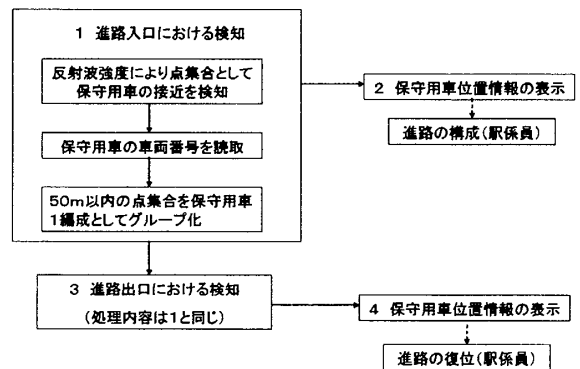 1 進路入口における検知
反射波強度により点集合として
保守用車の接近を検知
保守用車の車両番号を読取
50m以内の点集合を保守用車
1編成としてグループ化
2 保守用車位置情報の表示
進路の構成(駅係員)
3 進路出口における検知
(処理内容は1と同じ)
4 保守用車位置情報の表示
進路の復位(駅係員)